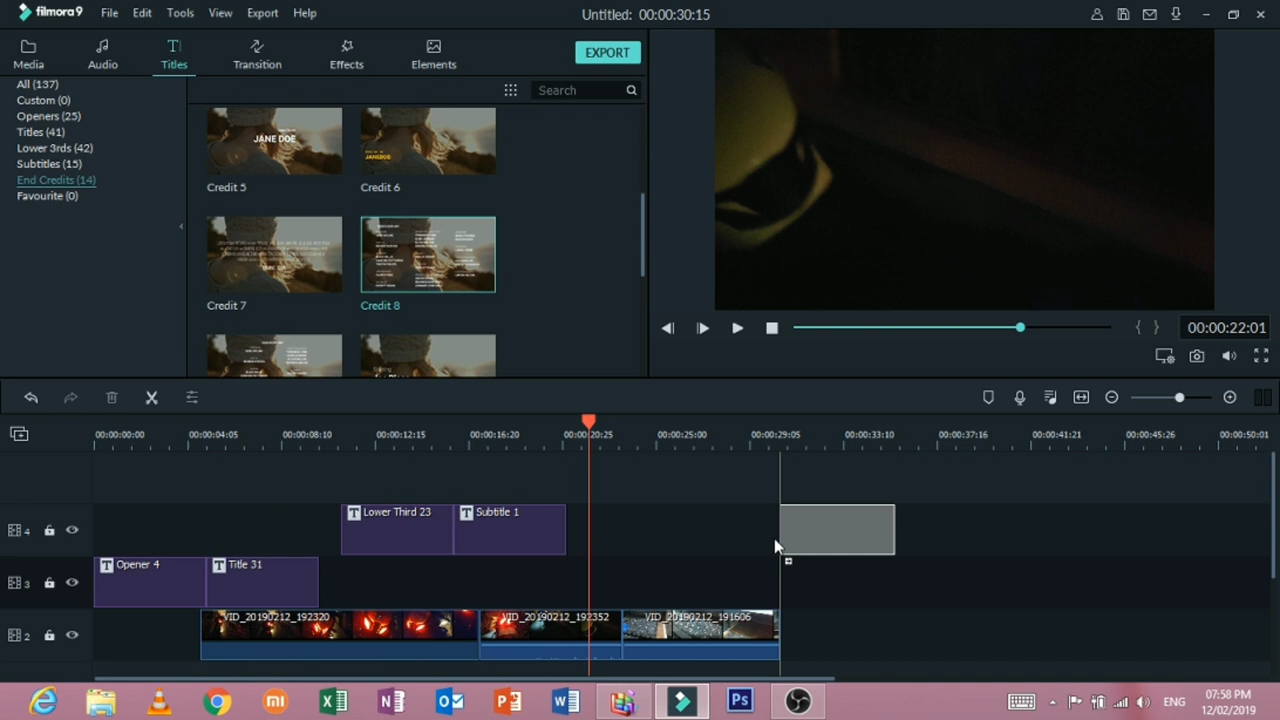 filmora9 File Edit Tools View Export Help Untitled: 00:00:30:15
Media Audio Titles Transition Effects Elements EXPORT
All (137)
Custom (0)
Openers (25)
Titles (41)
Lower 3rds (42)
Subtitles (15)
End Credits (14)
Favourite (0)
Search
JANE DOE
JANEDOE
Credit 5 Credit 6
Credit 7 Credit 8
00:00:22:01
00:00:00:00 00:00:04:05 00:00:08:10 00:00:12:15 00:00:16:20 00:00:20:25 00:00:25:00 00:00:29:05 00:00:33:10 00:00:37:16 00:00:41:21 00:00:45:26 00:00:50:01
4 T Lower Third 23 T Subtitle 1
3 T Opener 4 T Title 31
2 VID_20190212_192320 VID_20190212_192352 VID_20190212_191606
mi Ps ENG 07:58 PM
12/02/2019